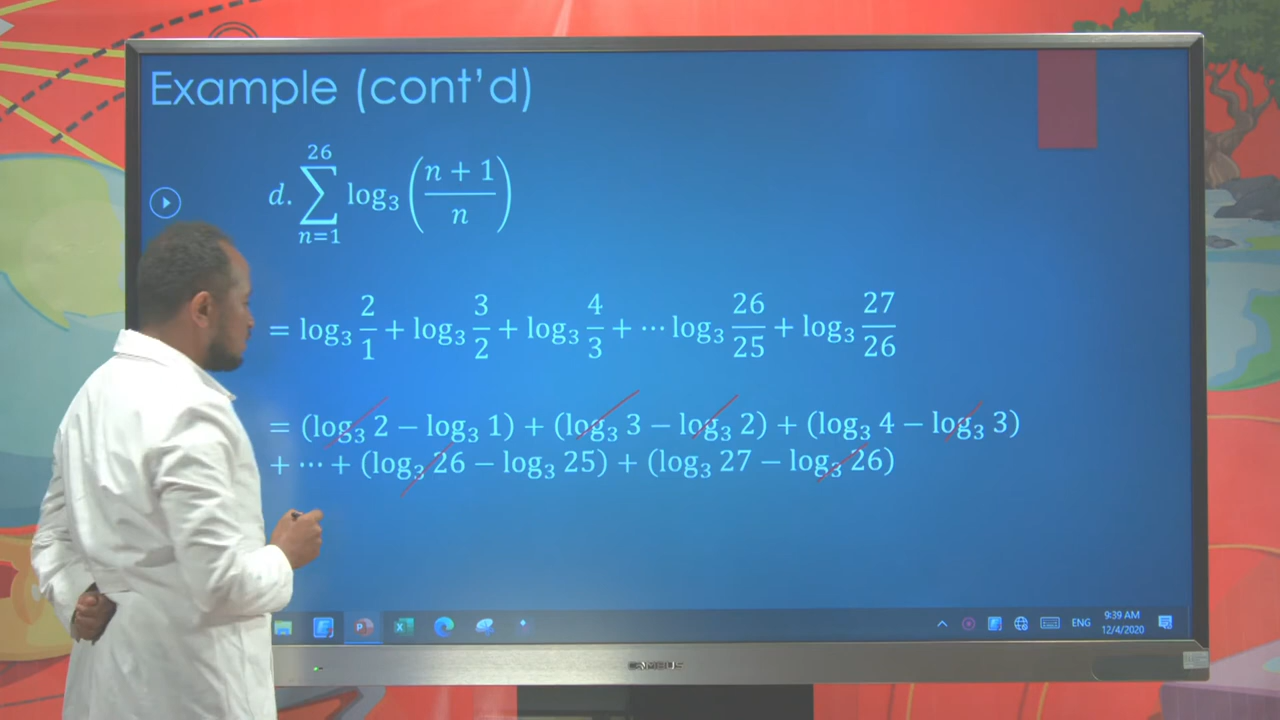 Example (cont'd)
d. ∑_{n=1}^{26} log₃ ((n + 1)/n)
= log₃ 2/1 + log₃ 3/2 + log₃ 4/3 + ⋯ log₃ 26/25 + log₃ 27/26
= (log₃ 2 − log₃ 1) + (log₃ 3 − log₃ 2) + (log₃ 4 − log₃ 3)
+ ⋯ + (log₃ 26 − log₃ 25) + (log₃ 27 − log₃ 26)
ENG
9:39 AM
12/4/2020